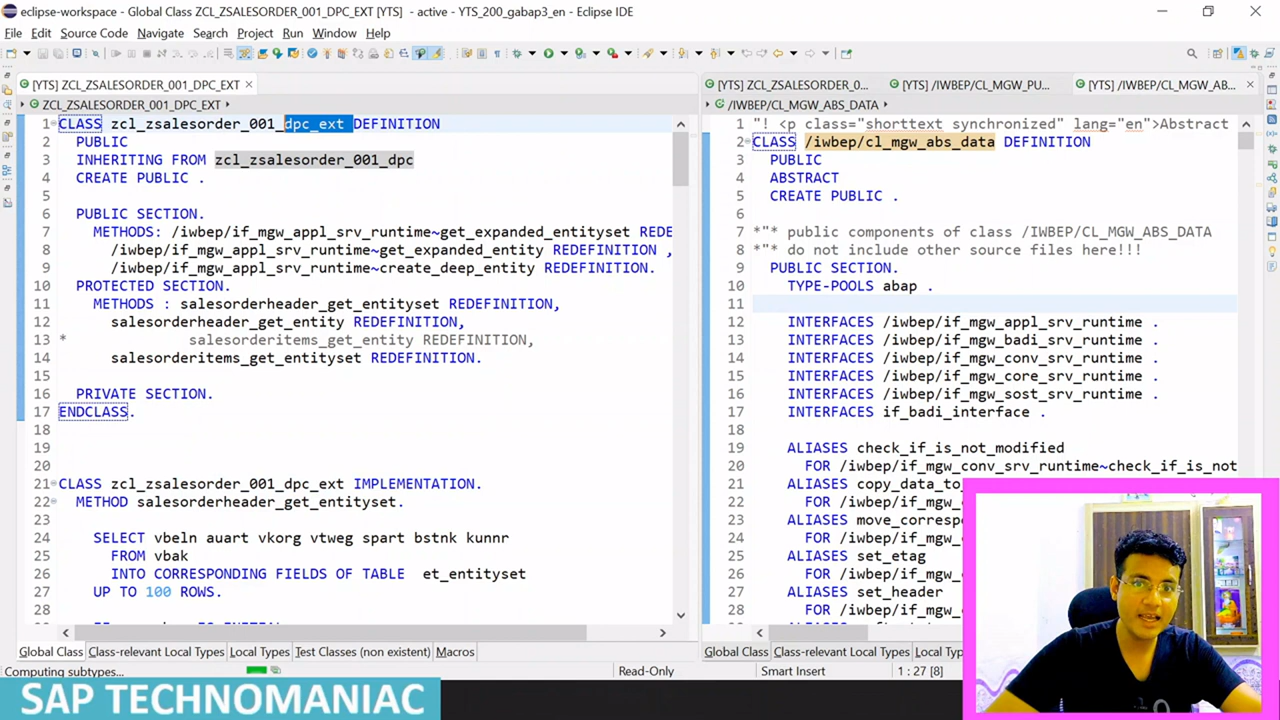 eclipse-workspace - Global Class ZCL_ZSALESORDER_001_DPC_EXT [YTS] - active - YTS_200_gabap3_en - Eclipse IDE
File Edit Source Code Navigate Search Project Run Window Help
[YTS] ZCL_ZSALESORDER_001_DPC_EXT
ZCL_ZSALESORDER_001_DPC_EXT
1 CLASS zcl_zsalesorder_001_dpc_ext DEFINITION
2 PUBLIC
3 INHERITING FROM zcl_zsalesorder_001_dpc
4 CREATE PUBLIC .
5
6 PUBLIC SECTION.
7 METHODS: /iwbep/if_mgw_appl_srv_runtime~get_expanded_entityset REDE
8 /iwbep/if_mgw_appl_srv_runtime~get_expanded_entity REDEFINITION ,
9 /iwbep/if_mgw_appl_srv_runtime~create_deep_entity REDEFINITION.
10 PROTECTED SECTION.
11 METHODS : salesorderheader_get_entityset REDEFINITION,
12 salesorderheader_get_entity REDEFINITION,
13 * salesorderitems_get_entity REDEFINITION,
14 salesorderitems_get_entityset REDEFINITION.
15
16 PRIVATE SECTION.
17 ENDCLASS.
18
19
20
21 CLASS zcl_zsalesorder_001_dpc_ext IMPLEMENTATION.
22 METHOD salesorderheader_get_entityset.
23
24 SELECT vbeln auart vkorg vtweg spart bstnk kunnr
25 FROM vbak
26 INTO CORRESPONDING FIELDS OF TABLE et_entityset
27 UP TO 100 ROWS.
28
Global Class Class-relevant Local Types Local Types Test Classes (non existent) Macros
[YTS] ZCL_ZSALESORDER_0... [YTS] /IWBEP/CL_MGW_PU... [YTS] /IWBEP/CL_MGW_AB...
/IWBEP/CL_MGW_ABS_DATA
1 "! <p class="shorttext synchronized" lang="en">Abstract
2 CLASS /iwbep/cl_mgw_abs_data DEFINITION
3 PUBLIC
4 ABSTRACT
5 CREATE PUBLIC .
6
7 *"* public components of class /IWBEP/CL_MGW_ABS_DATA
8 *"* do not include other source files here!!!
9 PUBLIC SECTION.
10 TYPE-POOLS abap .
11
12 INTERFACES /iwbep/if_mgw_appl_srv_runtime .
13 INTERFACES /iwbep/if_mgw_badi_srv_runtime .
14 INTERFACES /iwbep/if_mgw_conv_srv_runtime .
15 INTERFACES /iwbep/if_mgw_core_srv_runtime .
16 INTERFACES /iwbep/if_mgw_sost_srv_runtime .
17 INTERFACES if_badi_interface .
18
19 ALIASES check_if_is_not_modified
20 FOR /iwbep/if_mgw_conv_srv_runtime~check_if_is_not
21 ALIASES copy_data_to_
22 FOR /iwbep/if_mgw_
23 ALIASES move_corresp
24 FOR /iwbep/if_mgw_
25 ALIASES set_etag
26 FOR /iwbep/if_mgw_
27 ALIASES set_header
28 FOR /iwbep/if_mgw_
Global Class Class-relevant Local Types Local Typ
Computing subtypes... Read-Only Smart Insert 1 : 27 [8]
SAP TECHNOMANIAC